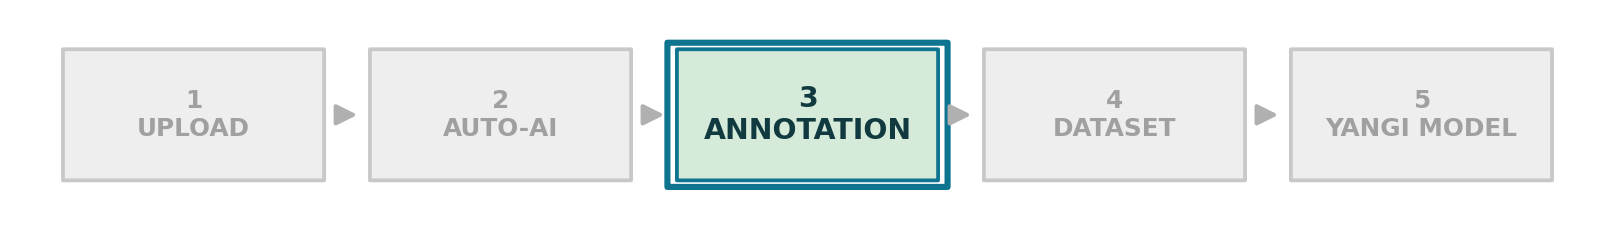 1
UPLOAD
2
AUTO-AI
3
ANNOTATION
4
DATASET
5
YANGI MODEL